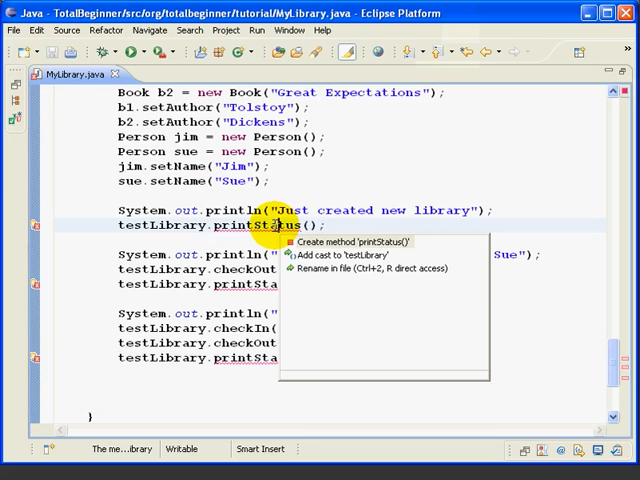 Java - TotalBeginner/src/org/totalbeginner/tutorial/MyLibrary.java - Eclipse Platform
File Edit Source Refactor Navigate Search Project Run Window Help
MyLibrary.java
Book b2 = new Book("Great Expectations");
b1.setAuthor("Tolstoy");
b2.setAuthor("Dickens");
Person jim = new Person();
Person sue = new Person();
jim.setName("Jim");
sue.setName("Sue");
System.out.println("Just created new library");
testLibrary.printStatus();
Create method 'printStatus()'
Add cast to 'testLibrary'
Rename in file (Ctrl+2, R direct access)
System.out.println(" Sue");
testLibrary.checkOut
testLibrary.printSta
System.out.println("
testLibrary.checkIn(
testLibrary.checkOut
testLibrary.printSta
}
The me...ibrary Writable Smart Insert